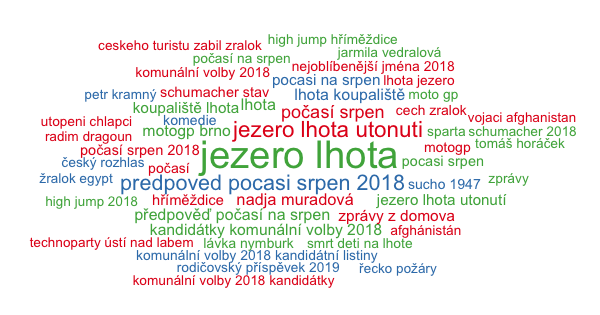 high jump hříměždice
ceskeho turistu zabil zralok
jarmila vedralová
počasí na srpen
nejoblíbenější jména 2018
komunální volby 2018
pocasi na srpen
lhota jezero
petr kramný
schumacher stav
lhota koupaliště
moto gp
koupaliště lhota
lhota
počasí srpen
cech zralok
vojaci afghanistan
utopeni chlapci
komedie
motogp brno
jezero lhota utonuti
sparta
schumacher 2018
radim dragoun
motogp
tomáš horáček
počasí srpen 2018
jezero lhota
pocasi srpen
český rozhlas
počasí
žralok egypt
predpoved pocasi srpen 2018
sucho 1947
zprávy
high jump 2018
hříměždice
nadja muradová
jezero lhota utonutí
předpověď počasí na srpen
zprávy z domova
kandidátky komunální volby 2018
afghánistán
technoparty ústí nad labem
lávka nymburk
smrt deti na lhote
komunální volby 2018 kandidátní listiny
rodičovský příspěvek 2019
řecko požáry
komunální volby 2018 kandidátky